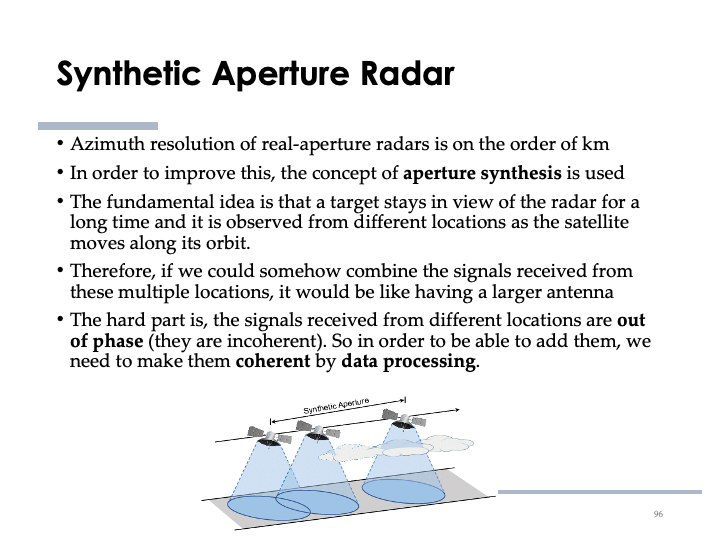 Synthetic Aperture Radar
• Azimuth resolution of real-aperture radars is on the order of km
• In order to improve this, the concept of aperture synthesis is used
• The fundamental idea is that a target stays in view of the radar for a
long time and it is observed from different locations as the satellite
moves along its orbit.
• Therefore, if we could somehow combine the signals received from
these multiple locations, it would be like having a larger antenna
• The hard part is, the signals received from different locations are out
of phase (they are incoherent). So in order to be able to add them, we
need to make them coherent by data processing.
Synthetic Aperture
96